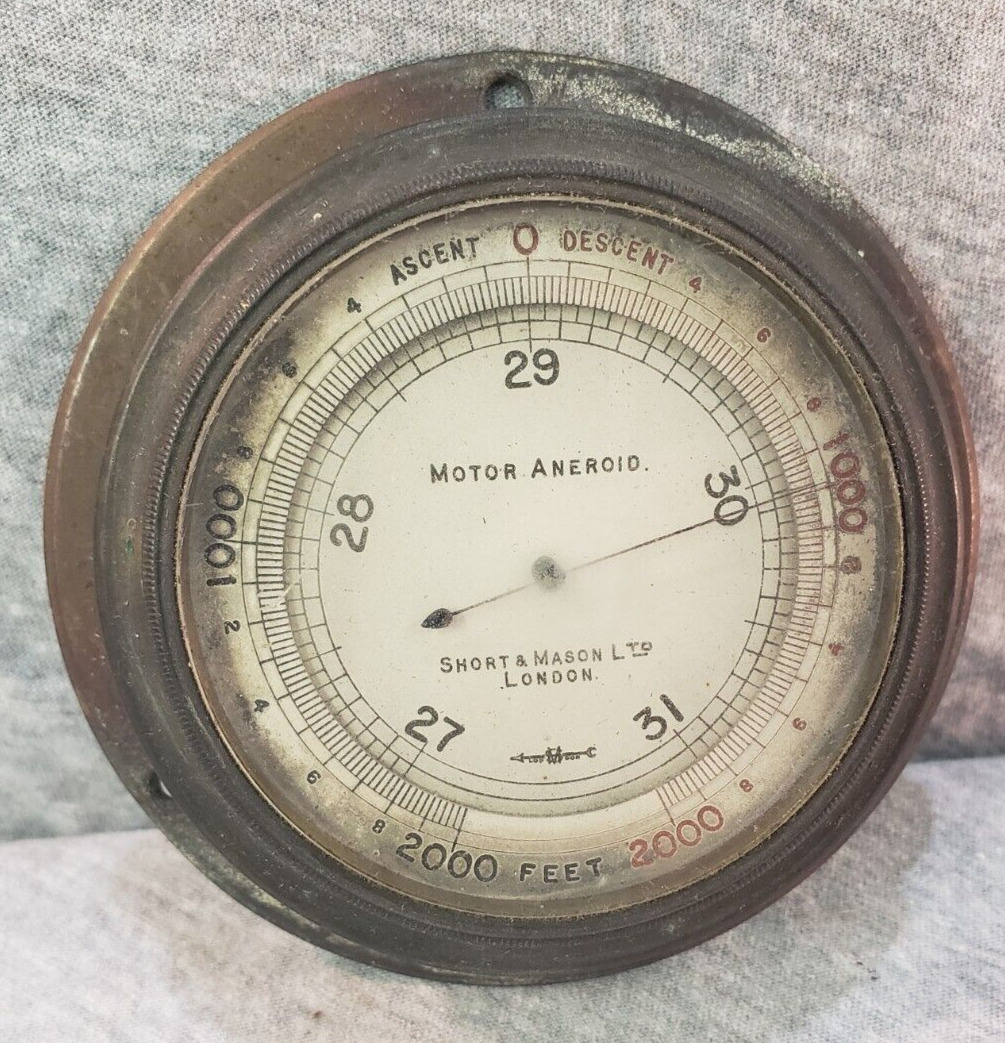 ASCENT 0 DESCENT
4 4
6 6
8 8
1000 1000
2
4 4
6 6
8 8
2000 FEET 2000
29
28 30
27 31
MOTOR ANEROID.
SHORT & MASON LTD
LONDON.